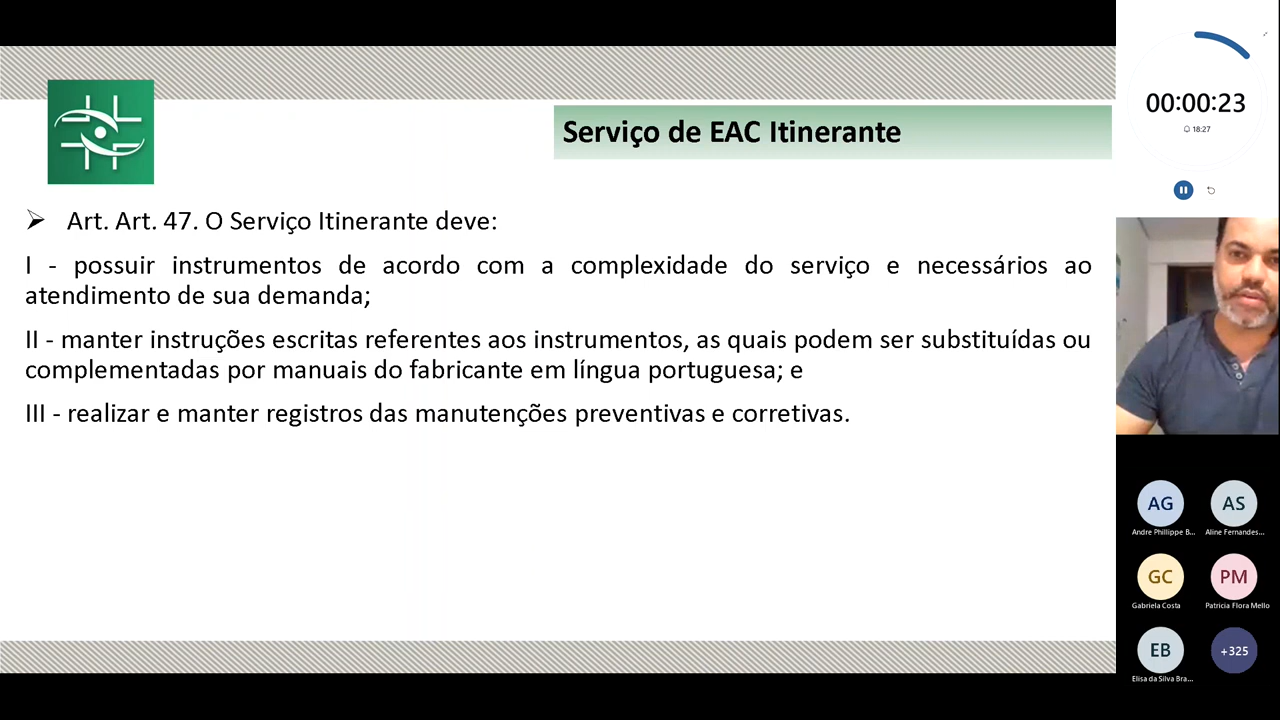 Serviço de EAC Itinerante
Art. Art. 47. O Serviço Itinerante deve:
I - possuir instrumentos de acordo com a complexidade do serviço e necessários ao
atendimento de sua demanda;
II - manter instruções escritas referentes aos instrumentos, as quais podem ser substituídas ou
complementadas por manuais do fabricante em língua portuguesa; e
III - realizar e manter registros das manutenções preventivas e corretivas.
00:00:23
18:27
AG
AS
Andre Phillippe B...
Aline Fernandes...
GC
PM
Gabriela Costa
Patricia Flora Mello
EB
+325
Elisa da Silva Bra...